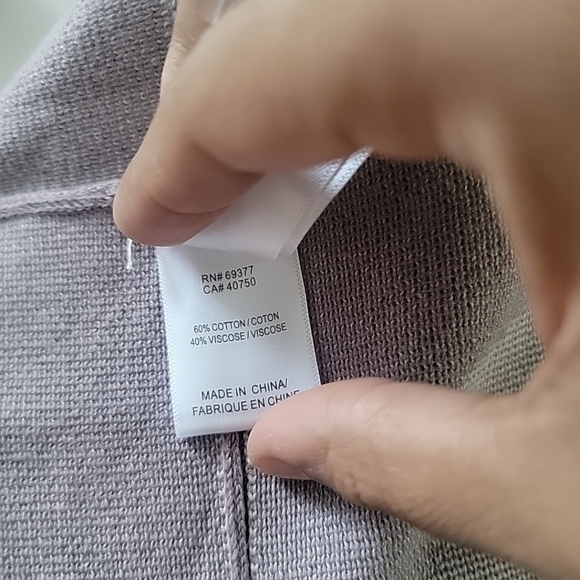 RN# 69377
CA# 40750
60% COTTON / COTON
40% VISCOSE / VISCOSE
MADE IN CHINA/
FABRIQUE EN CHINE